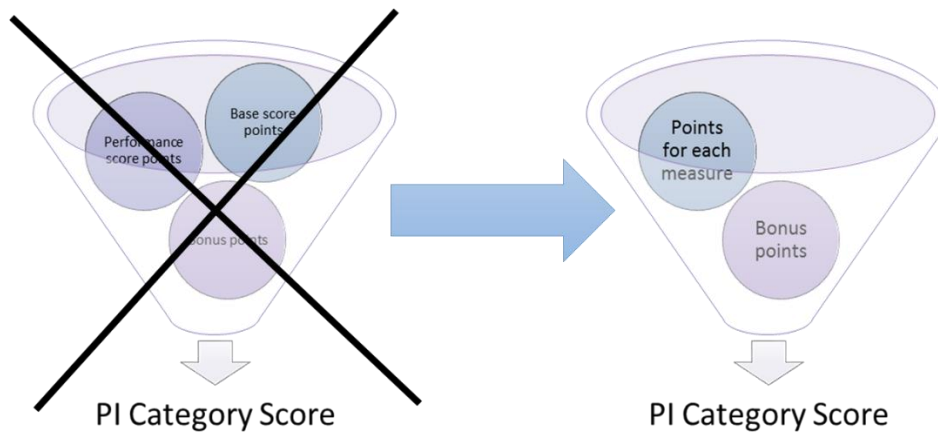 Performance
score points
Base score
points
Bonus points
PI Category Score
Points
for each
measure
Bonus
points
PI Category Score